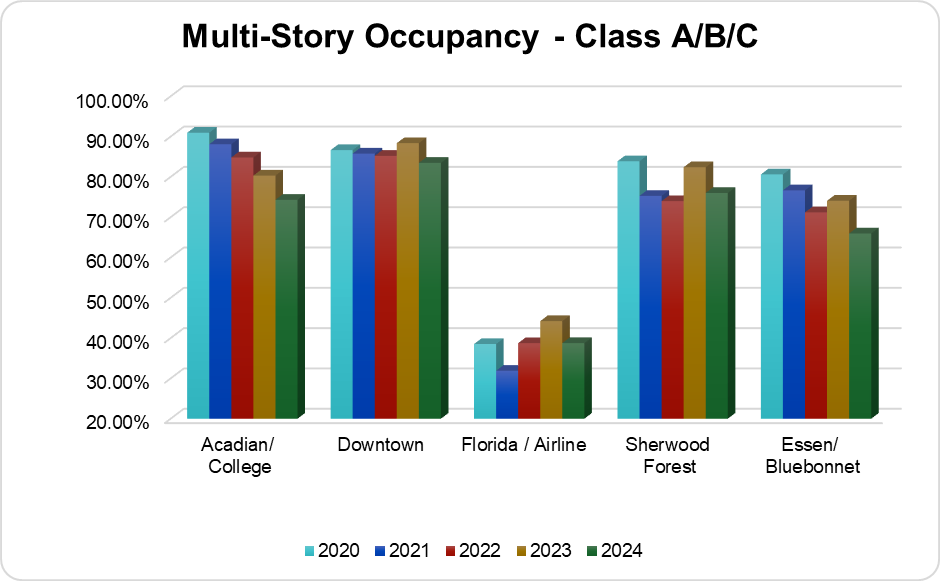 Multi-Story Occupancy - Class A/B/C
100.00%
90.00%
80.00%
70.00%
60.00%
50.00%
40.00%
30.00%
20.00%
Acadian/
College
Downtown
Florida / Airline
Sherwood
Forest
Essen/
Bluebonnet
2020 2021 2022 2023 2024